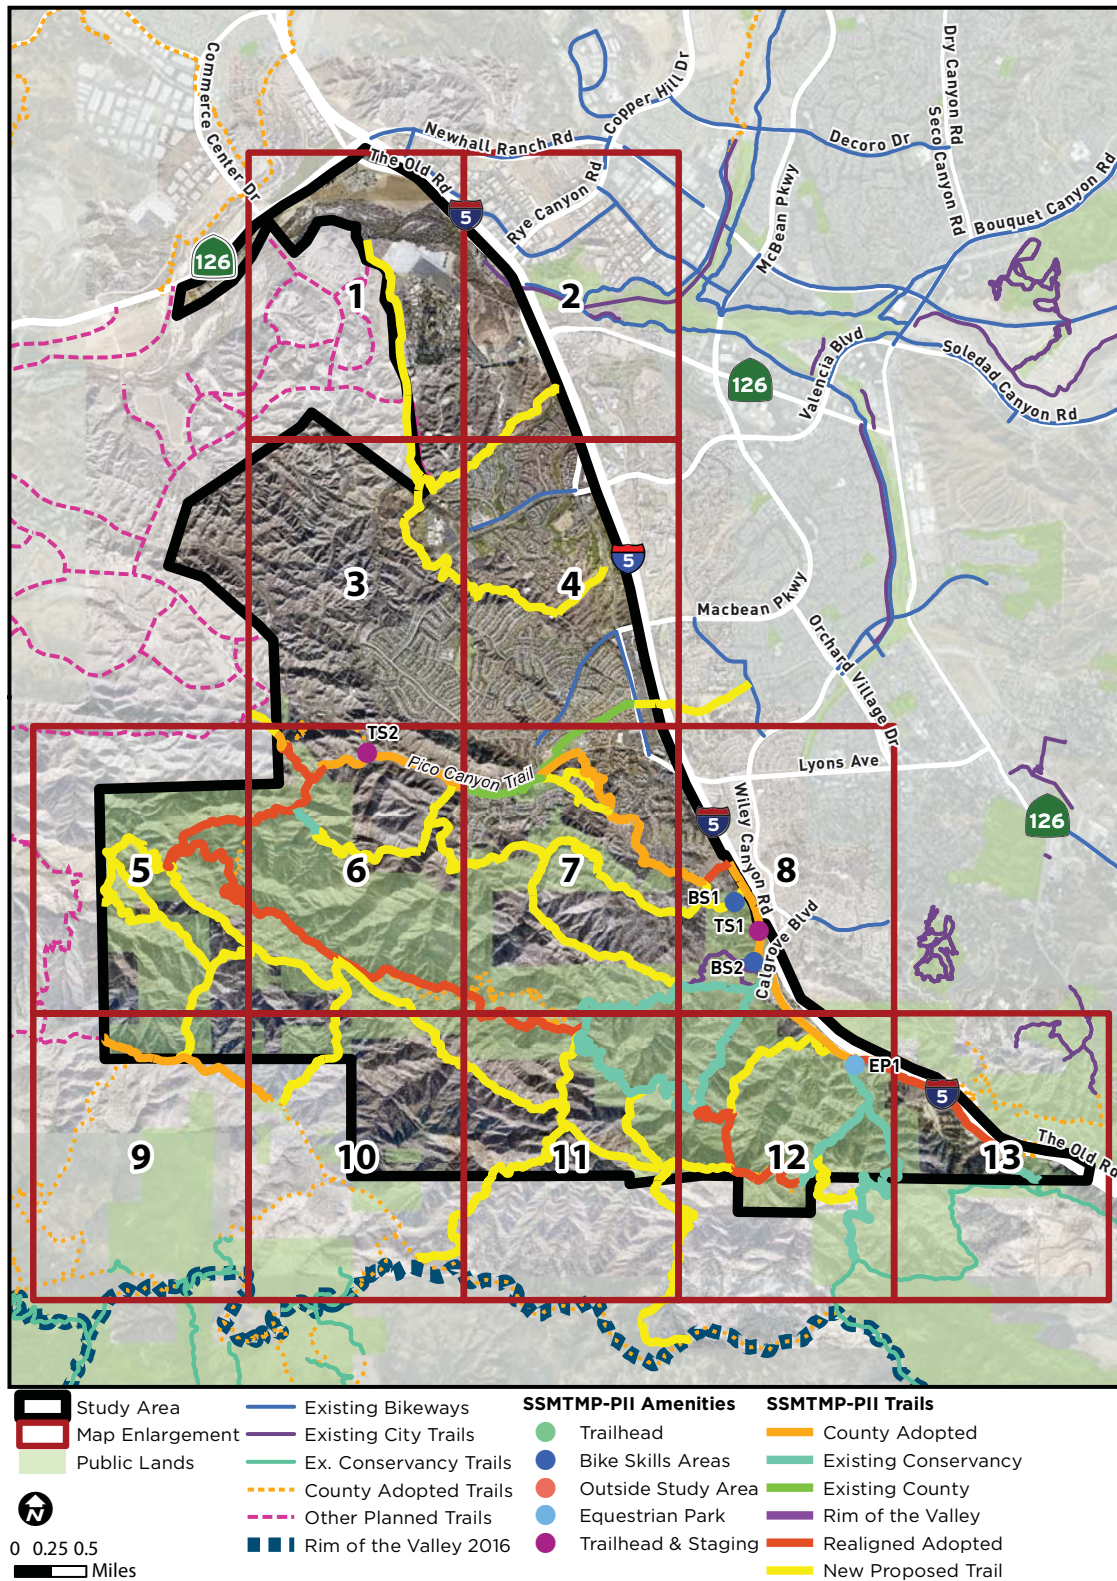 Commerce Center Dr
Newhall Ranch Rd
The Old Rd
Copper Hill Dr
Rye Canyon Rd
Decoro Dr
Dry Canyon Rd
Seco Canyon Rd
McBean Pkwy
Bouquet Canyon Rd
5
126
1
2
126
Valencia Blvd
Soledad Canyon Rd
3
4
5
Macbean Pkwy
Orchard Village Dr
TS2
Pico Canyon Trail
Lyons Ave
Wiley Canyon Rd
5
126
5
6
7
8
BS1
TS1
BS2
Calgrove Blvd
EP1
5
The Old Rd
9
10
11
12
13
Study Area
Map Enlargement
Public Lands
N
0 0.25 0.5
Miles
Existing Bikeways
Existing City Trails
Ex. Conservancy Trails
County Adopted Trails
Other Planned Trails
Rim of the Valley 2016
SSMTMP-PII Amenities
Trailhead
Bike Skills Areas
Outside Study Area
Equestrian Park
Trailhead & Staging
SSMTMP-PII Trails
County Adopted
Existing Conservancy
Existing County
Rim of the Valley
Realigned Adopted
New Proposed Trail